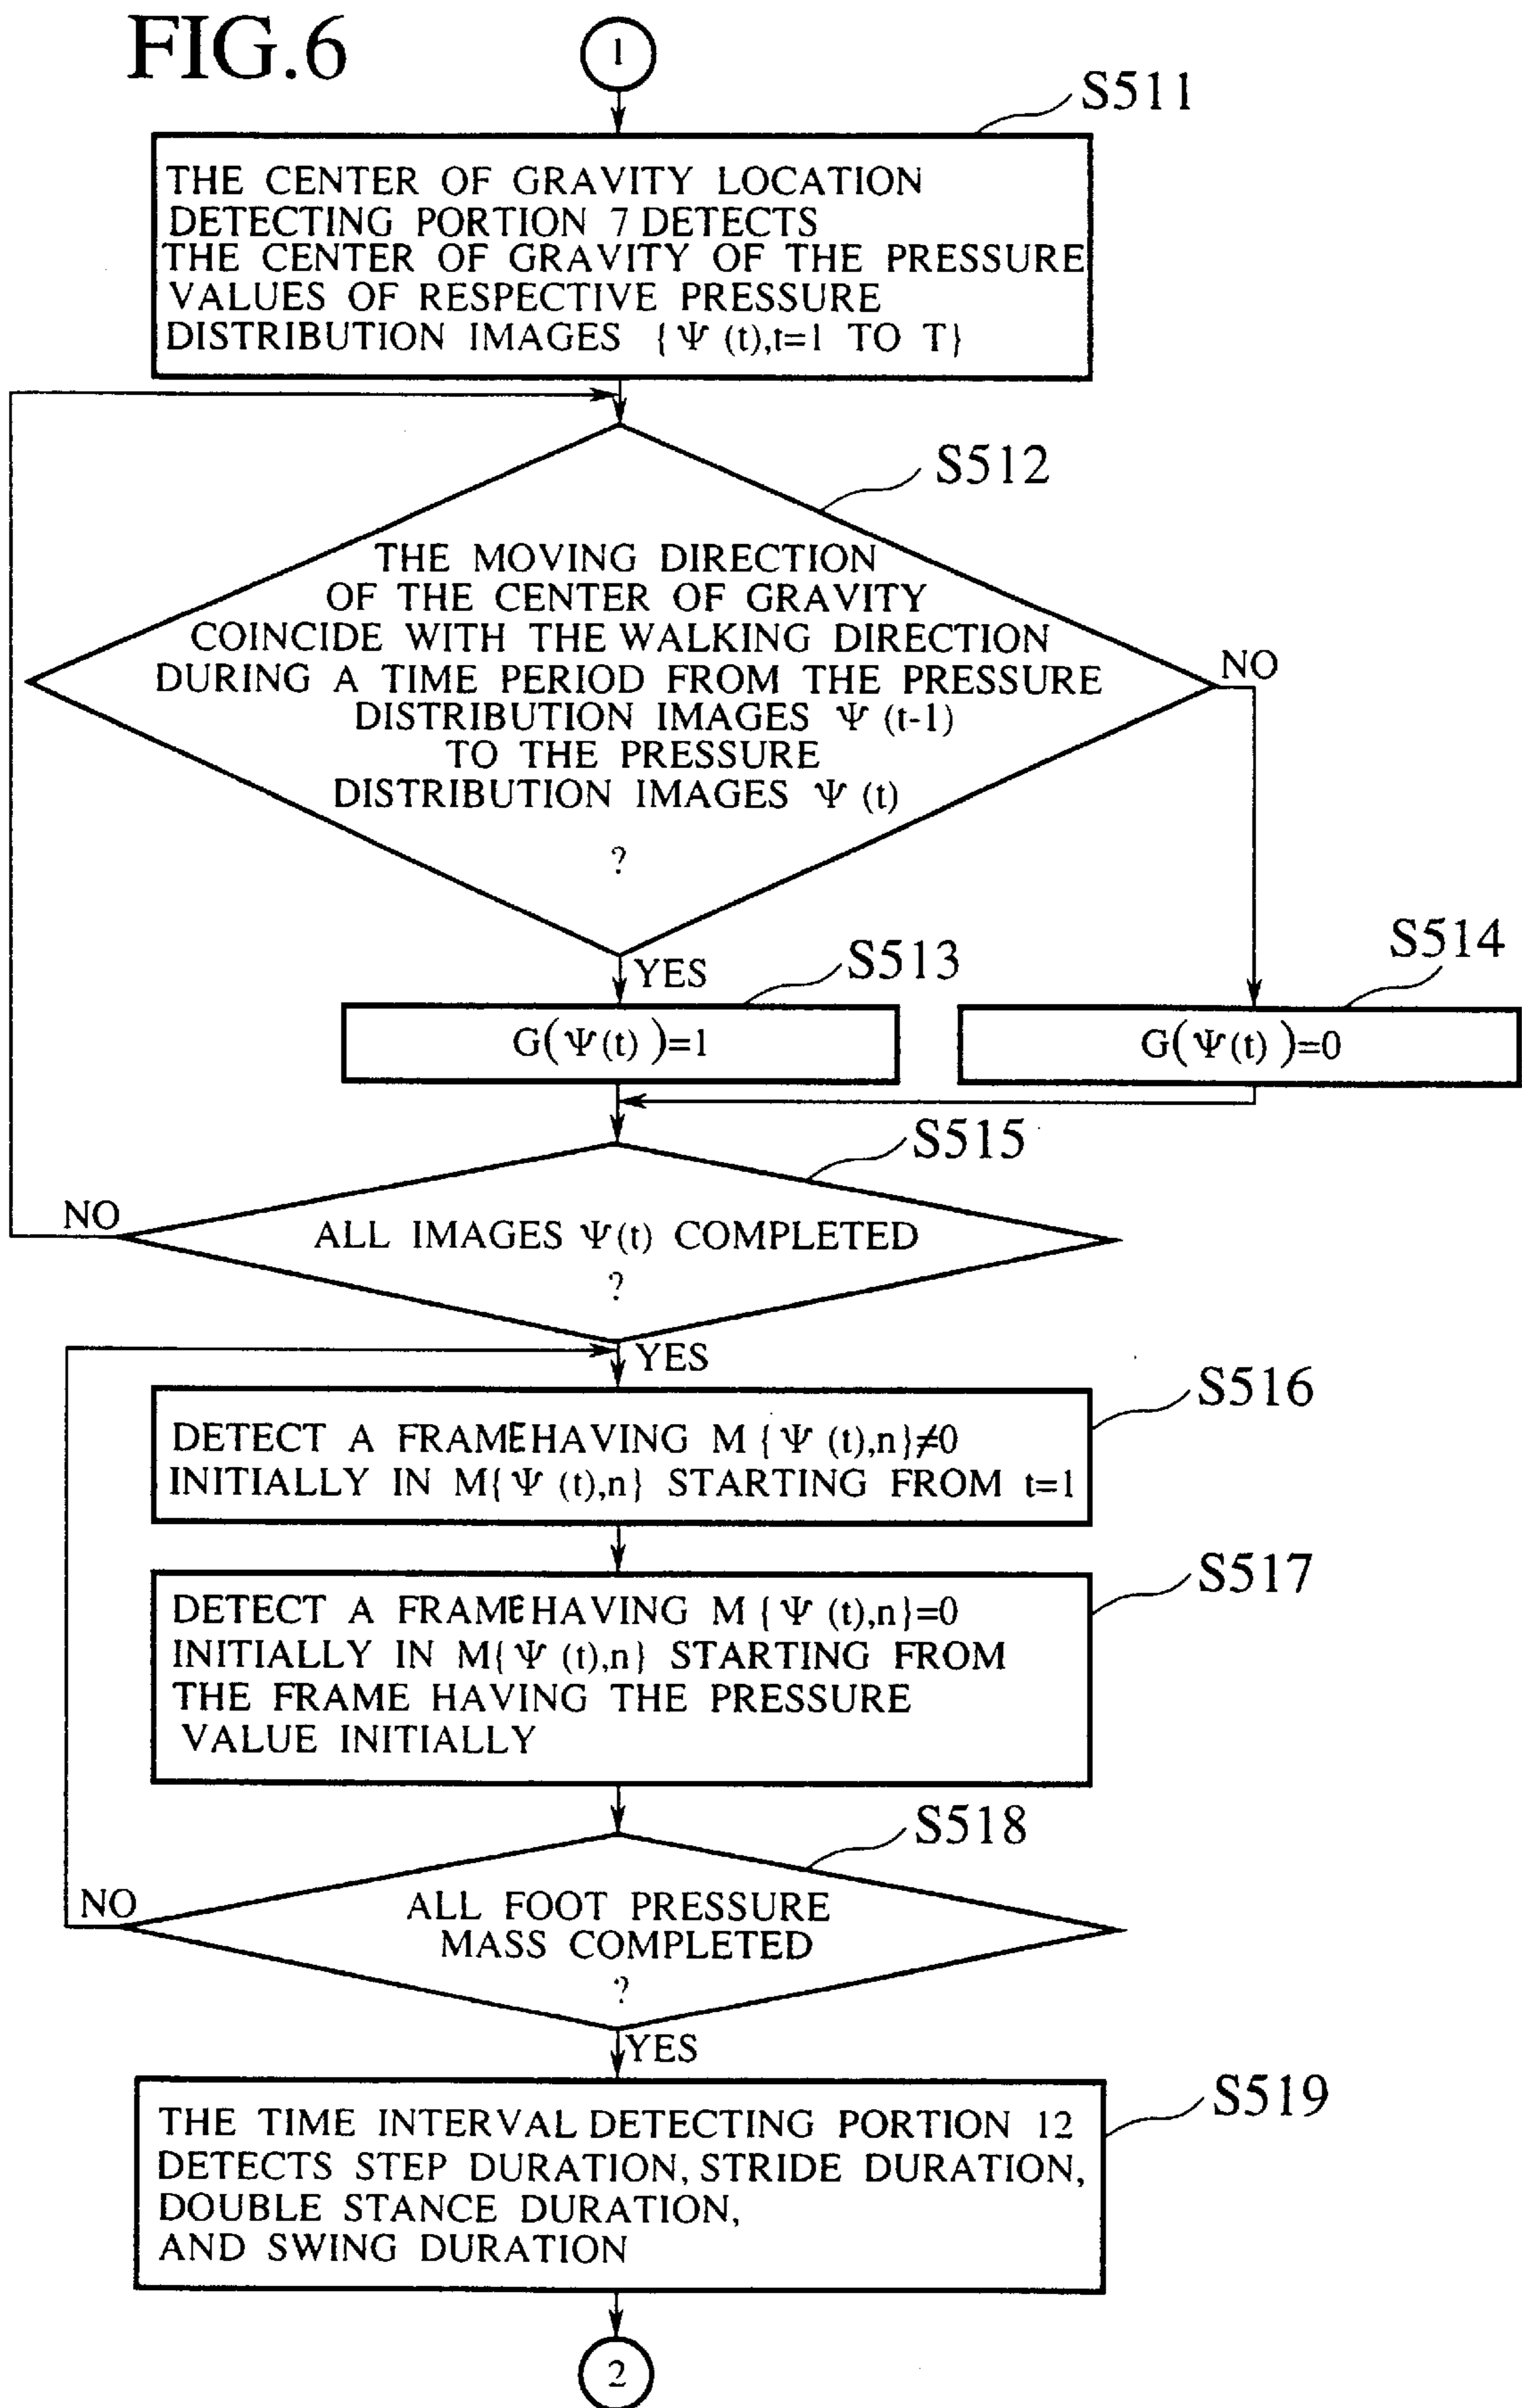 FIG.6
1
S511
THE CENTER OF GRAVITY LOCATION
DETECTING PORTION 7 DETECTS
THE CENTER OF GRAVITY OF THE PRESSURE
VALUES OF RESPECTIVE PRESSURE
DISTRIBUTION IMAGES {Ψ(t),t=1 TO T}
S512
THE MOVING DIRECTION
OF THE CENTER OF GRAVITY
COINCIDE WITH THE WALKING DIRECTION
DURING A TIME PERIOD FROM THE PRESSURE
DISTRIBUTION IMAGES Ψ(t-1)
TO THE PRESSURE
DISTRIBUTION IMAGES Ψ(t)
?
NO
YES
S513
S514
G(Ψ(t))=1
G(Ψ(t))=0
S515
NO
ALL IMAGES Ψ(t) COMPLETED
?
YES
S516
DETECT A FRAME HAVING M{Ψ(t),n}≠0
INITIALLY IN M{Ψ(t),n} STARTING FROM t=1
S517
DETECT A FRAME HAVING M{Ψ(t),n}=0
INITIALLY IN M{Ψ(t),n} STARTING FROM
THE FRAME HAVING THE PRESSURE
VALUE INITIALLY
S518
NO
ALL FOOT PRESSURE
MASS COMPLETED
?
YES
S519
THE TIME INTERVAL DETECTING PORTION 12
DETECTS STEP DURATION, STRIDE DURATION,
DOUBLE STANCE DURATION,
AND SWING DURATION
2